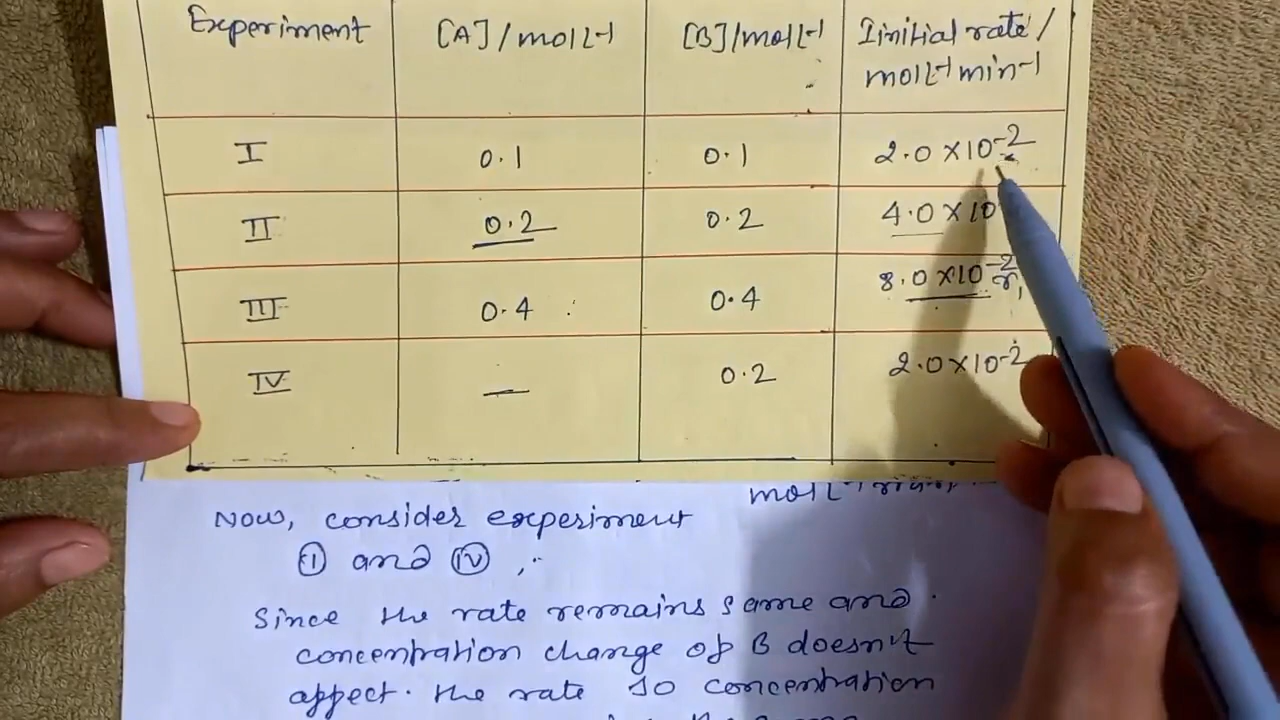 Experiment [A]/mol L-1 [B]/mol L-1 Iinitial rate/
mol L-1 min-1
I 0.1 0.1 2.0 x 10-2
II 0.2 0.2 4.0 x 10
III 0.4 0.4 8.0 x 10-2
IV — 0.2 2.0 x 10-2
mol L-1
Now, consider experiment
① and ④,
Since the rate remains same and
concentration change of B doesn't
affect. the rate so concentration